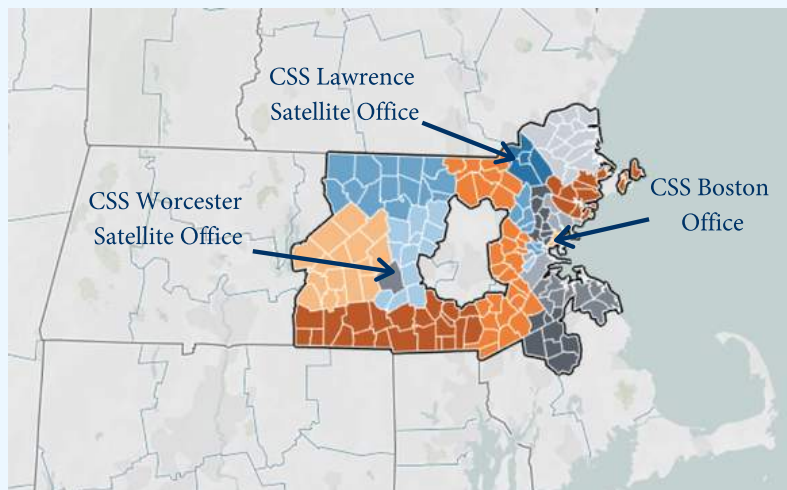 CSS Lawrence
Satellite Office
CSS Worcester
Satellite Office
CSS Boston
Office